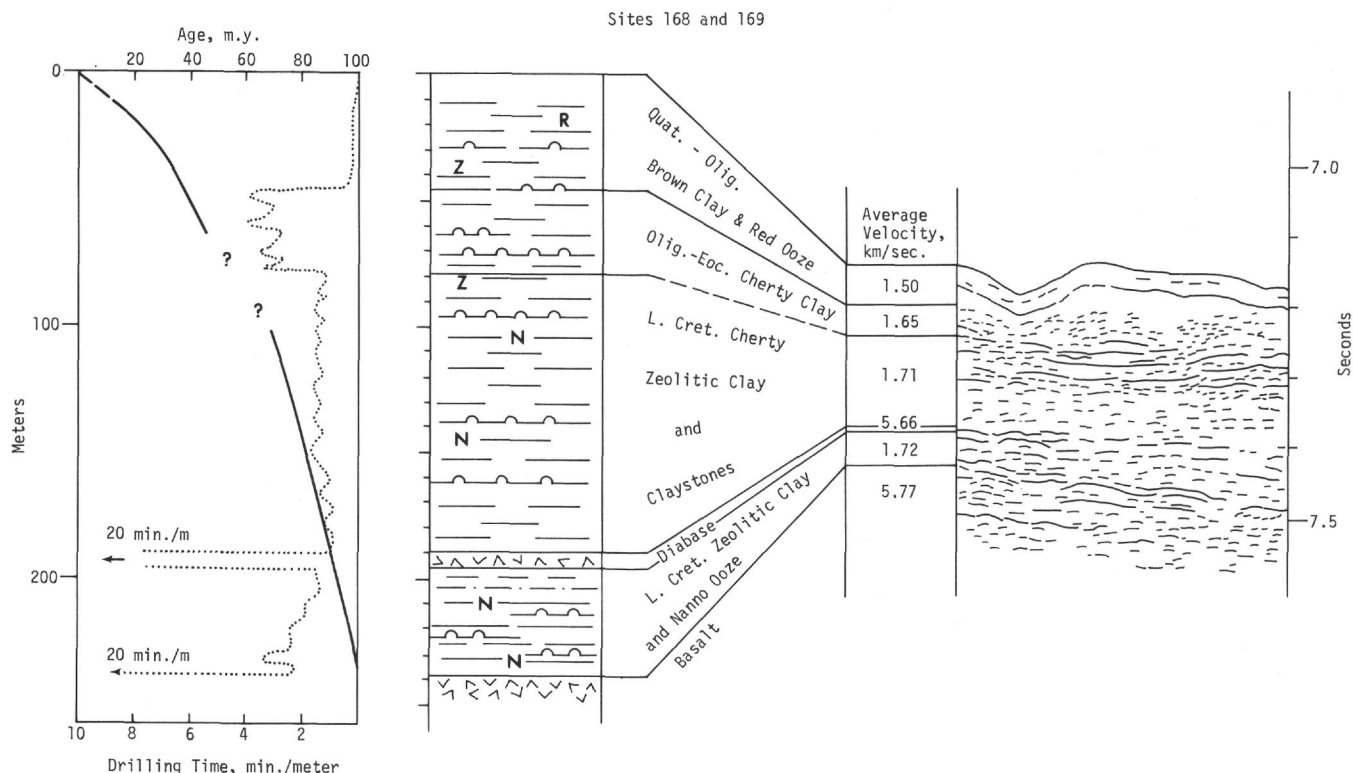 Sites 168 and 169
Age, m.y.
0 20 40 60 80 100
0
100
200
Meters
?
?
20 min./m
20 min./m
10 8 6 4 2
Drilling Time, min./meter
R
Z
Z
N
N
N
N
Quat. - Olig.
Brown Clay & Red Ooze
Olig.-Eoc. Cherty Clay
L. Cret. Cherty
Zeolitic Clay
and
Claystones
Diabase
L. Cret. Zeolitic Clay
and Nanno Ooze
Basalt
Average
Velocity,
km/sec.
1.50
1.65
1.71
5.66
1.72
5.77
7.0
7.5
Seconds